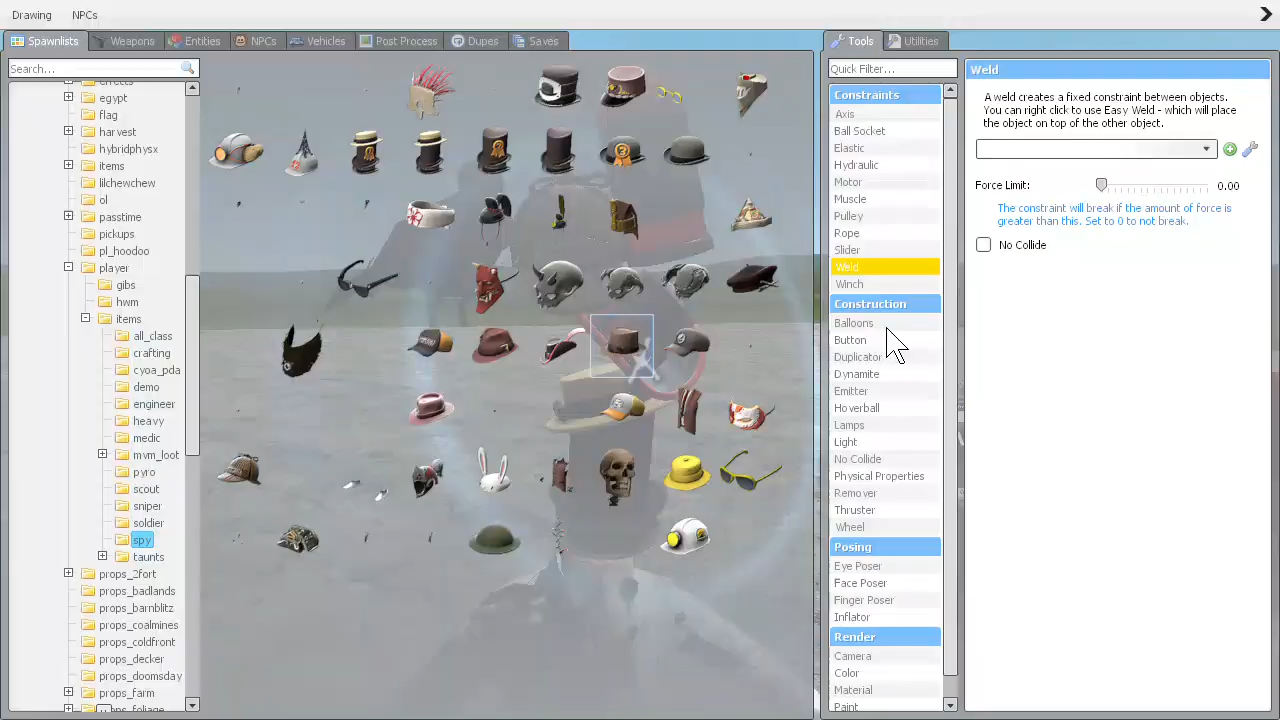 Drawing NPCs
Spawnlists Weapons Entities NPCs Vehicles Post Process Dupes Saves
Tools Utilities
Search...
egypt
flag
harvest
hybridphysx
items
lilchewchew
ol
passtime
pickups
pl_hoodoo
player
gibs
hwm
items
all_class
crafting
cyoa_pda
demo
engineer
heavy
medic
mvm_loot
pyro
scout
sniper
soldier
spy
taunts
props_2fort
props_badlands
props_barnblitz
props_coalmines
props_coldfront
props_decker
props_doomsday
props_farm
Quick Filter...
Constraints
Axis
Ball Socket
Elastic
Hydraulic
Motor
Muscle
Pulley
Rope
Slider
Weld
Winch
Construction
Balloons
Button
Duplicator
Dynamite
Emitter
Hoverball
Lamps
Light
No Collide
Physical Properties
Remover
Thruster
Wheel
Posing
Eye Poser
Face Poser
Finger Poser
Inflator
Render
Camera
Color
Material
Paint
Weld
A weld creates a fixed constraint between objects.
You can right click to use Easy Weld - which will place
the object on top of the other object.
Force Limit: 0.00
The constraint will break if the amount of force is
greater than this. Set to 0 to not break.
No Collide